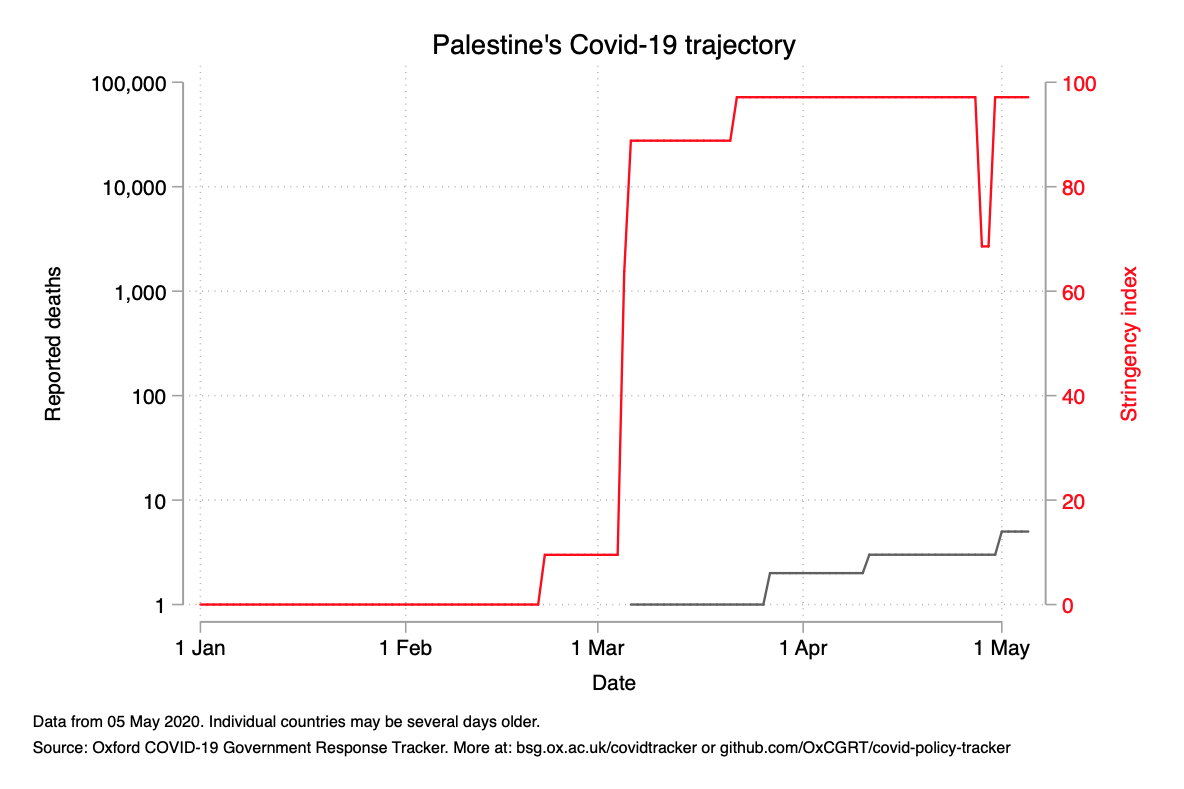 Palestine's Covid-19 trajectory
100,000
10,000
1,000
100
10
1
Reported deaths
100
80
60
40
20
0
Stringency index
1 Jan
1 Feb
1 Mar
1 Apr
1 May
Date
Data from 05 May 2020. Individual countries may be several days older.
Source: Oxford COVID-19 Government Response Tracker. More at: bsg.ox.ac.uk/covidtracker or github.com/OxCGRT/covid-policy-tracker